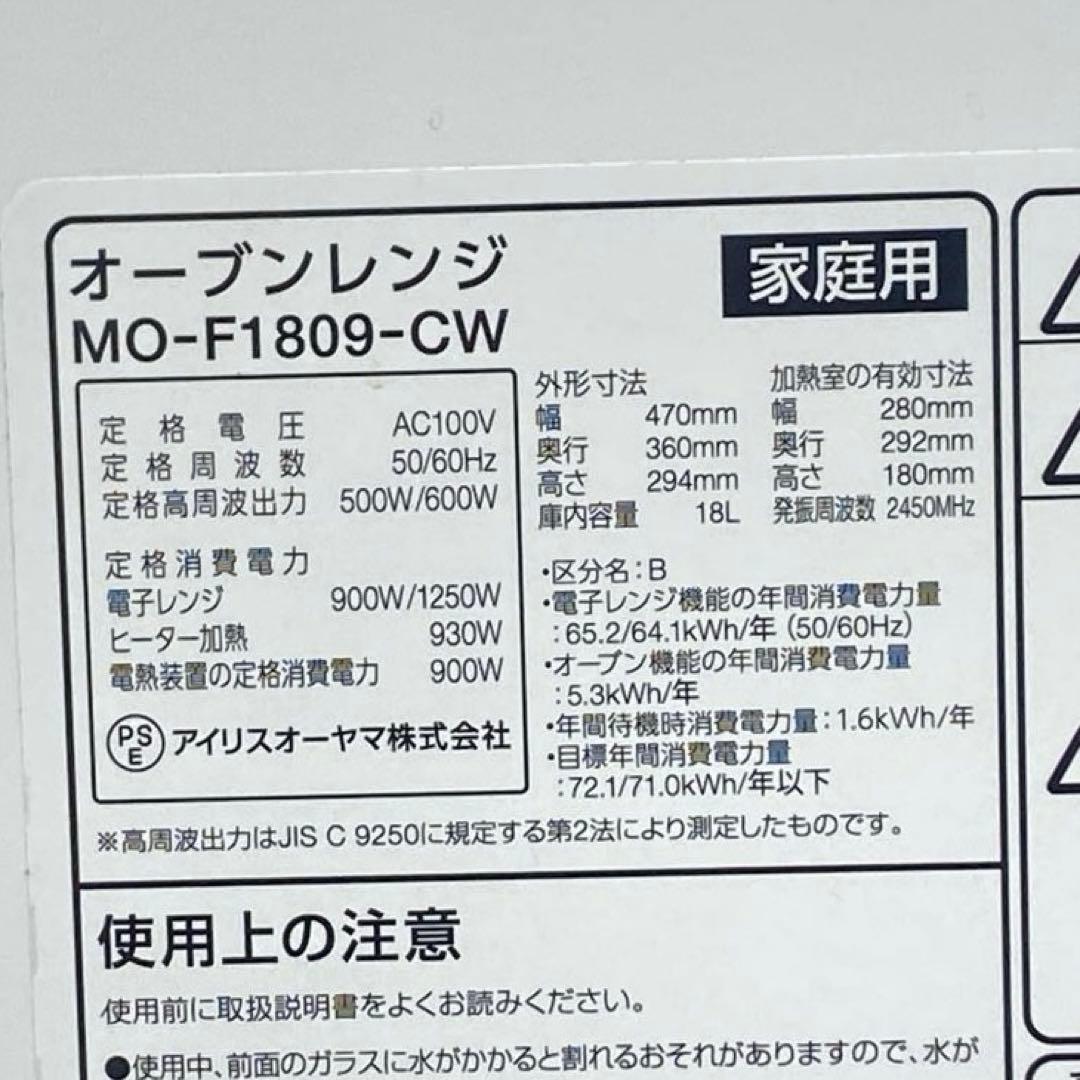 オーブンレンジ
MO-F1809-CW
家庭用
定格電圧 AC100V
定格周波数 50/60Hz
定格高周波出力 500W/600W
定格消費電力
電子レンジ 900W/1250W
ヒーター加熱 930W
電熱装置の定格消費電力 900W
PSE アイリスオーヤマ株式会社
外形寸法
幅 470mm
奥行 360mm
高さ 294mm
庫内容量 18L
加熱室の有効寸法
幅 280mm
奥行 292mm
高さ 180mm
発振周波数 2450MHz
・区分名：B
・電子レンジ機能の年間消費電力量
：65.2/64.1kWh/年（50/60Hz）
・オーブン機能の年間消費電力量
：5.3kWh/年
・年間待機時消費電力量：1.6kWh/年
・目標年間消費電力量
：72.1/71.0kWh/年以下
※高周波出力はJIS C 9250に規定する第2法により測定したものです。
使用上の注意
使用前に取扱説明書をよくお読みください。
●使用中、前面のガラスに水がかかると割れるおそれがありますので、水が